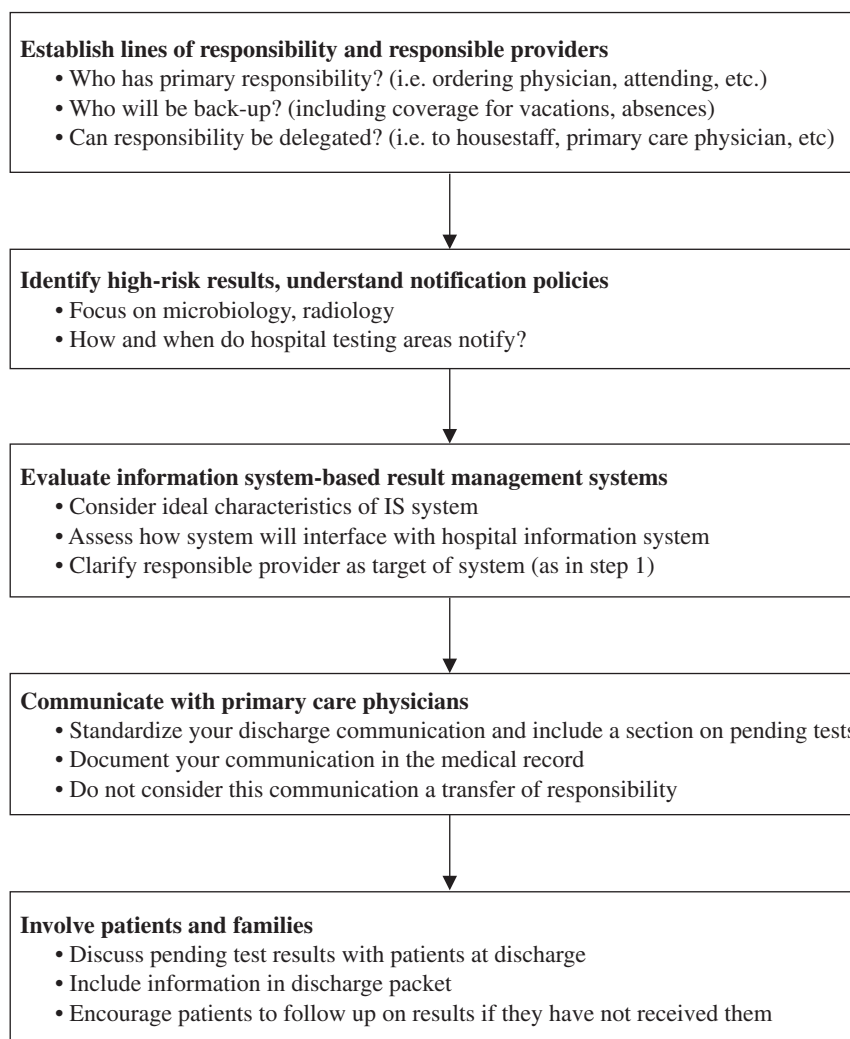 Establish lines of responsibility and responsible providers
• Who has primary responsibility? (i.e. ordering physician, attending, etc.)
• Who will be back-up? (including coverage for vacations, absences)
• Can responsibility be delegated? (i.e. to housestaff, primary care physician, etc)
Identify high-risk results, understand notification policies
• Focus on microbiology, radiology
• How and when do hospital testing areas notify?
Evaluate information system-based result management systems
• Consider ideal characteristics of IS system
• Assess how system will interface with hospital information system
• Clarify responsible provider as target of system (as in step 1)
Communicate with primary care physicians
• Standardize your discharge communication and include a section on pending tests
• Document your communication in the medical record
• Do not consider this communication a transfer of responsibility
Involve patients and families
• Discuss pending test results with patients at discharge
• Include information in discharge packet
• Encourage patients to follow up on results if they have not received them